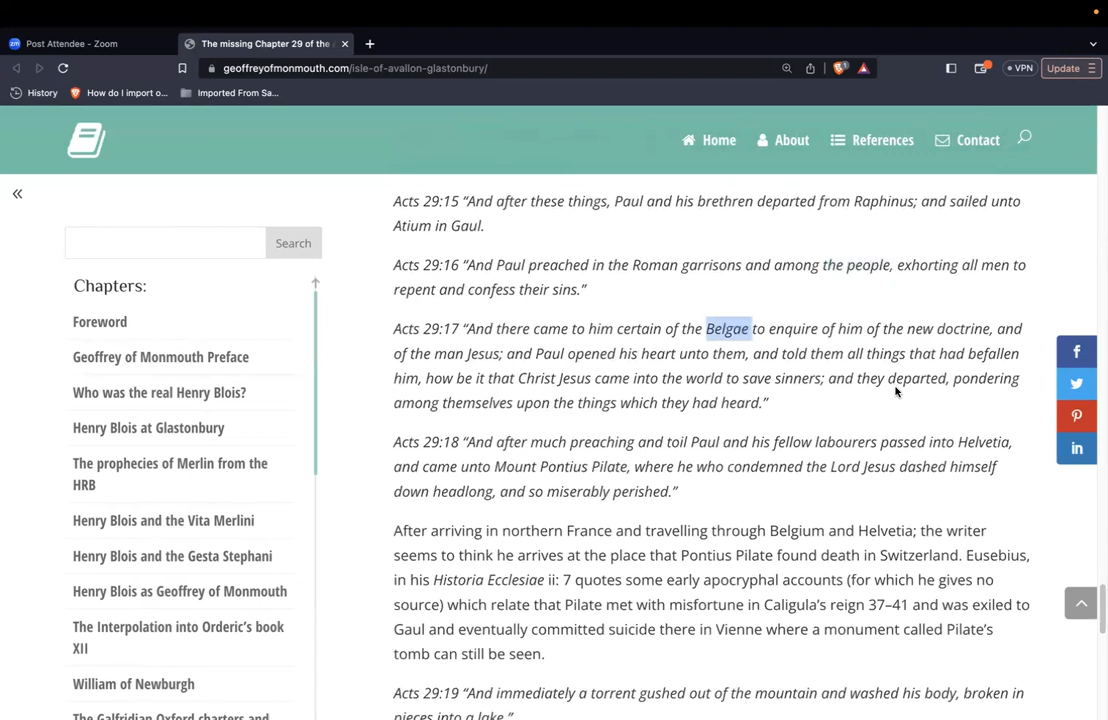 Post Attendee - Zoom
The missing Chapter 29 of the
geoffreyofmonmouth.com/isle-of-avallon-glastonbury/
1
VPN
Update
History
How do I import o...
Imported From Sa...
Home
About
References
Contact
«
Search
Chapters:
Foreword
Geoffrey of Monmouth Preface
Who was the real Henry Blois?
Henry Blois at Glastonbury
The prophecies of Merlin from the
HRB
Henry Blois and the Vita Merlini
Henry Blois and the Gesta Stephani
Henry Blois as Geoffrey of Monmouth
The Interpolation into Orderic’s book
XII
William of Newburgh
The Galfridian Oxford charters and
Acts 29:15 “And after these things, Paul and his brethren departed from Raphinus; and sailed unto
Atium in Gaul.
Acts 29:16 “And Paul preached in the Roman garrisons and among the people, exhorting all men to
repent and confess their sins.”
Acts 29:17 “And there came to him certain of the Belgae to enquire of him of the new doctrine, and
of the man Jesus; and Paul opened his heart unto them, and told them all things that had befallen
him, how be it that Christ Jesus came into the world to save sinners; and they departed, pondering
among themselves upon the things which they had heard.”
Acts 29:18 “And after much preaching and toil Paul and his fellow labourers passed into Helvetia,
and came unto Mount Pontius Pilate, where he who condemned the Lord Jesus dashed himself
down headlong, and so miserably perished.”
After arriving in northern France and travelling through Belgium and Helvetia; the writer
seems to think he arrives at the place that Pontius Pilate found death in Switzerland. Eusebius,
in his Historia Ecclesiae ii: 7 quotes some early apocryphal accounts (for which he gives no
source) which relate that Pilate met with misfortune in Caligula’s reign 37–41 and was exiled to
Gaul and eventually committed suicide there in Vienne where a monument called Pilate’s
tomb can still be seen.
Acts 29:19 “And immediately a torrent gushed out of the mountain and washed his body, broken in
pieces into a lake.”